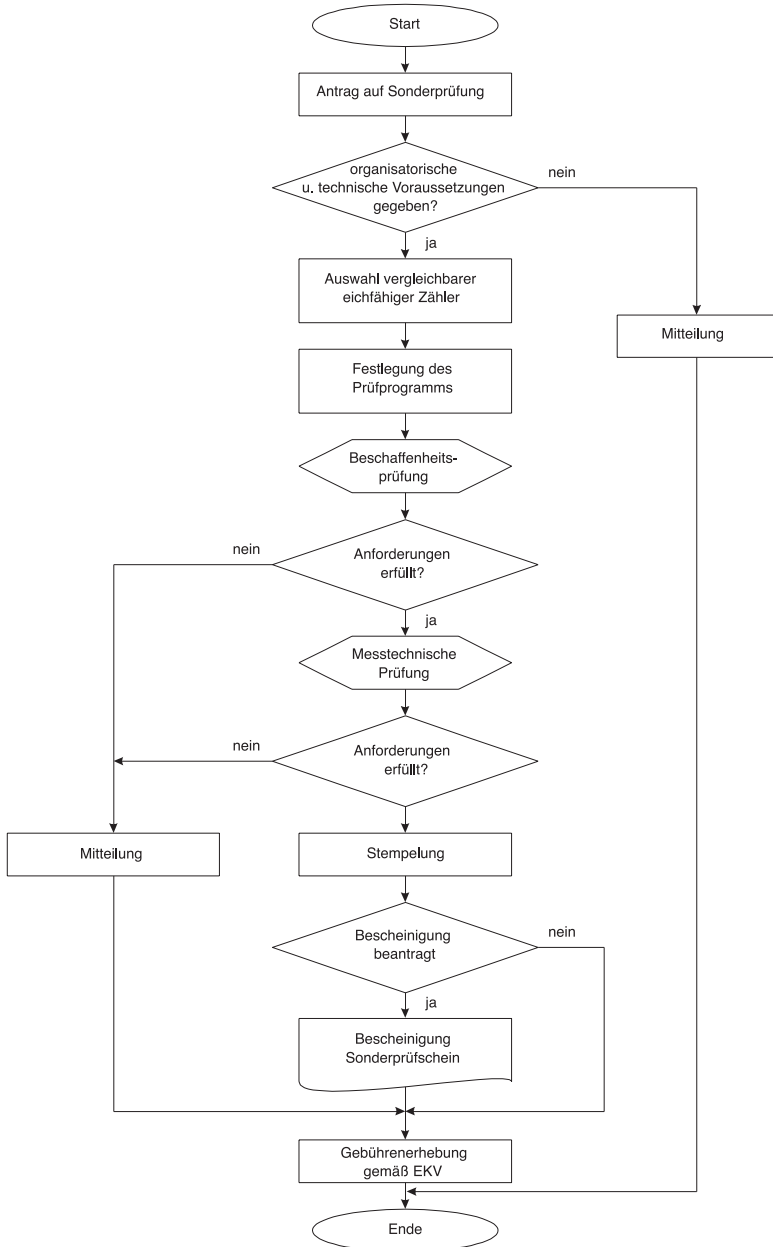 Start
Antrag auf Sonderprüfung
organisatorische
u. technische Voraussetzungen
gegeben?
nein
ja
Auswahl vergleichbarer
eichfähiger Zähler
Mitteilung
Festlegung des
Prüfprogramms
Beschaffenheits-
prüfung
nein
Anforderungen
erfüllt?
ja
Messtechnische
Prüfung
nein
Anforderungen
erfüllt?
Mitteilung
Stempelung
Bescheinigung
beantragt
nein
ja
Bescheinigung
Sonderprüfschein
Gebührenerhebung
gemäß EKV
Ende